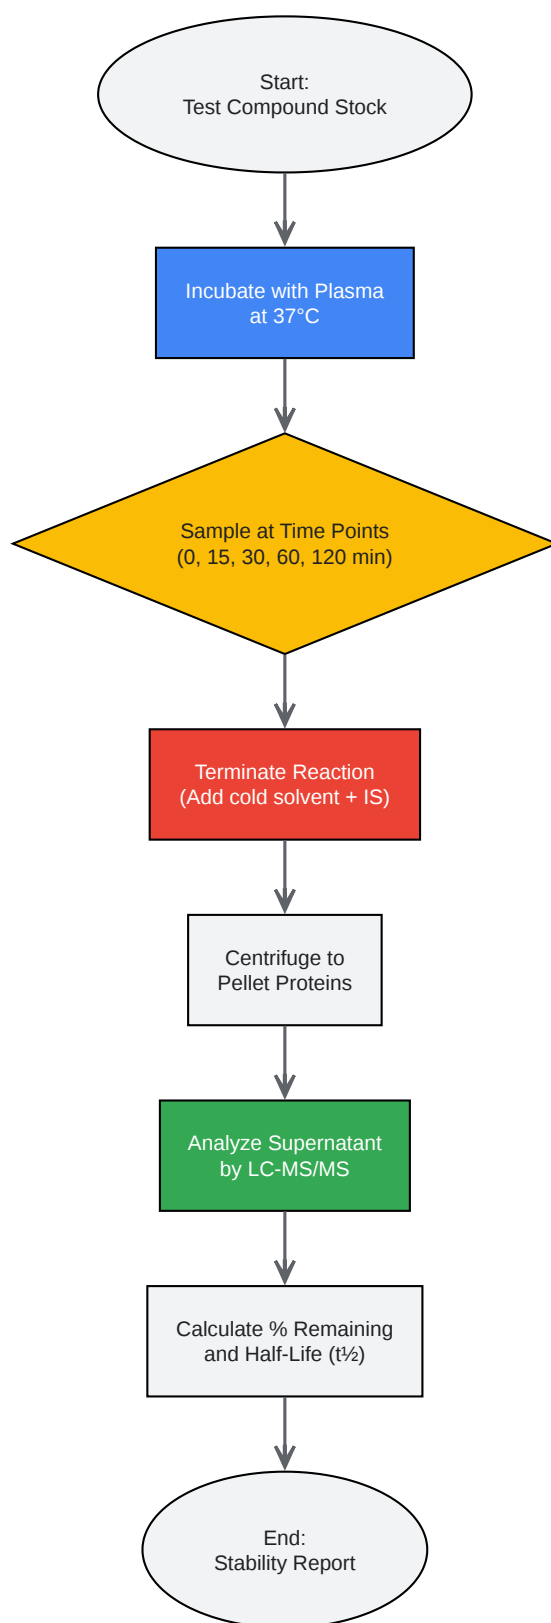 Start:
Test Compound Stock
Incubate with Plasma
at 37°C
Sample at Time Points
(0, 15, 30, 60, 120 min)
Terminate Reaction
(Add cold solvent + IS)
Centrifuge to
Pellet Proteins
Analyze Supernatant
by LC-MS/MS
Calculate % Remaining
and Half-Life (t½)
End:
Stability Report